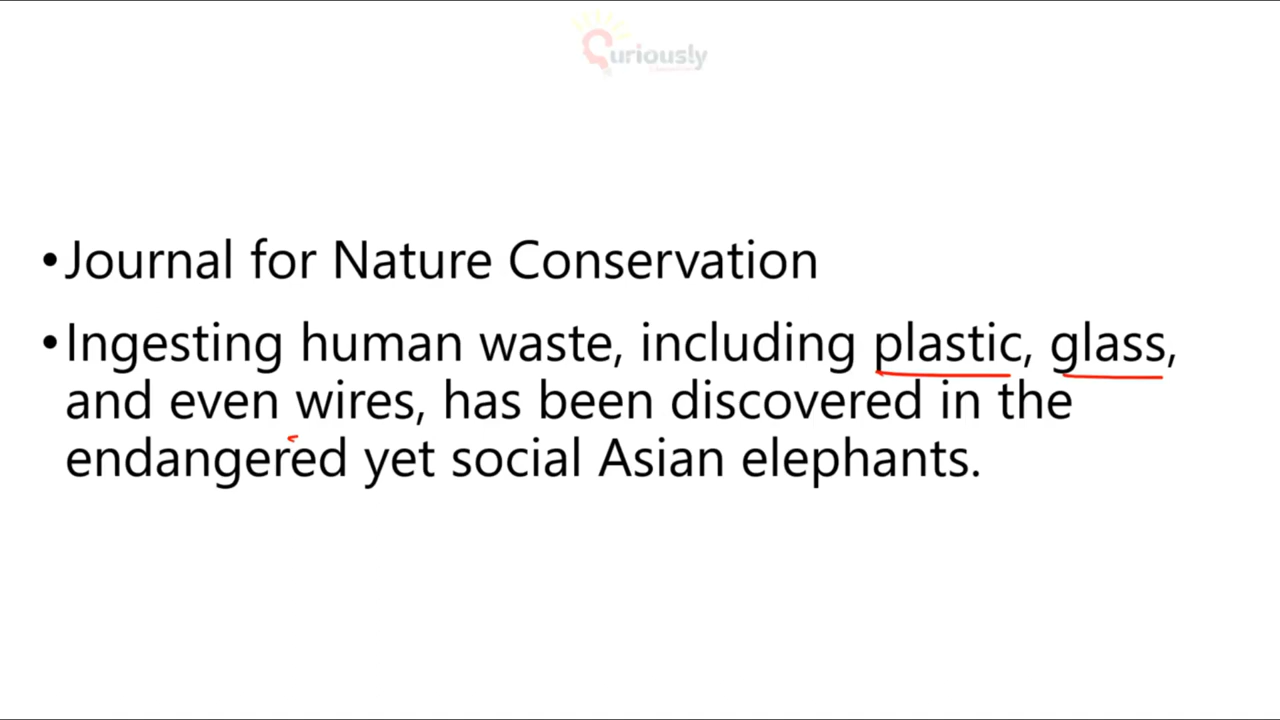 Curiously
•Journal for Nature Conservation
•Ingesting human waste, including plastic, glass,
and even wires, has been discovered in the
endangered yet social Asian elephants.